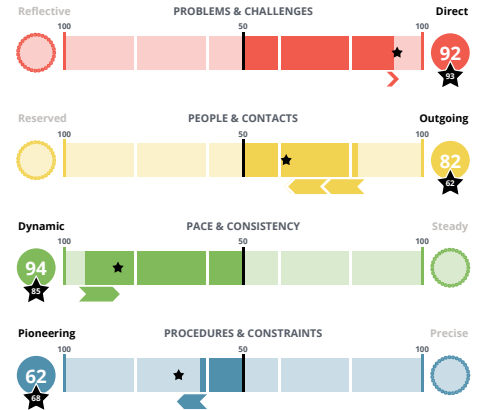 Reflective PROBLEMS & CHALLENGES Direct
100 50 100
92
93
Reserved PEOPLE & CONTACTS Outgoing
100 50 100
82
62
Dynamic PACE & CONSISTENCY Steady
100 50 100
94
85
Pioneering PROCEDURES & CONSTRAINTS Precise
100 50 100
62
68